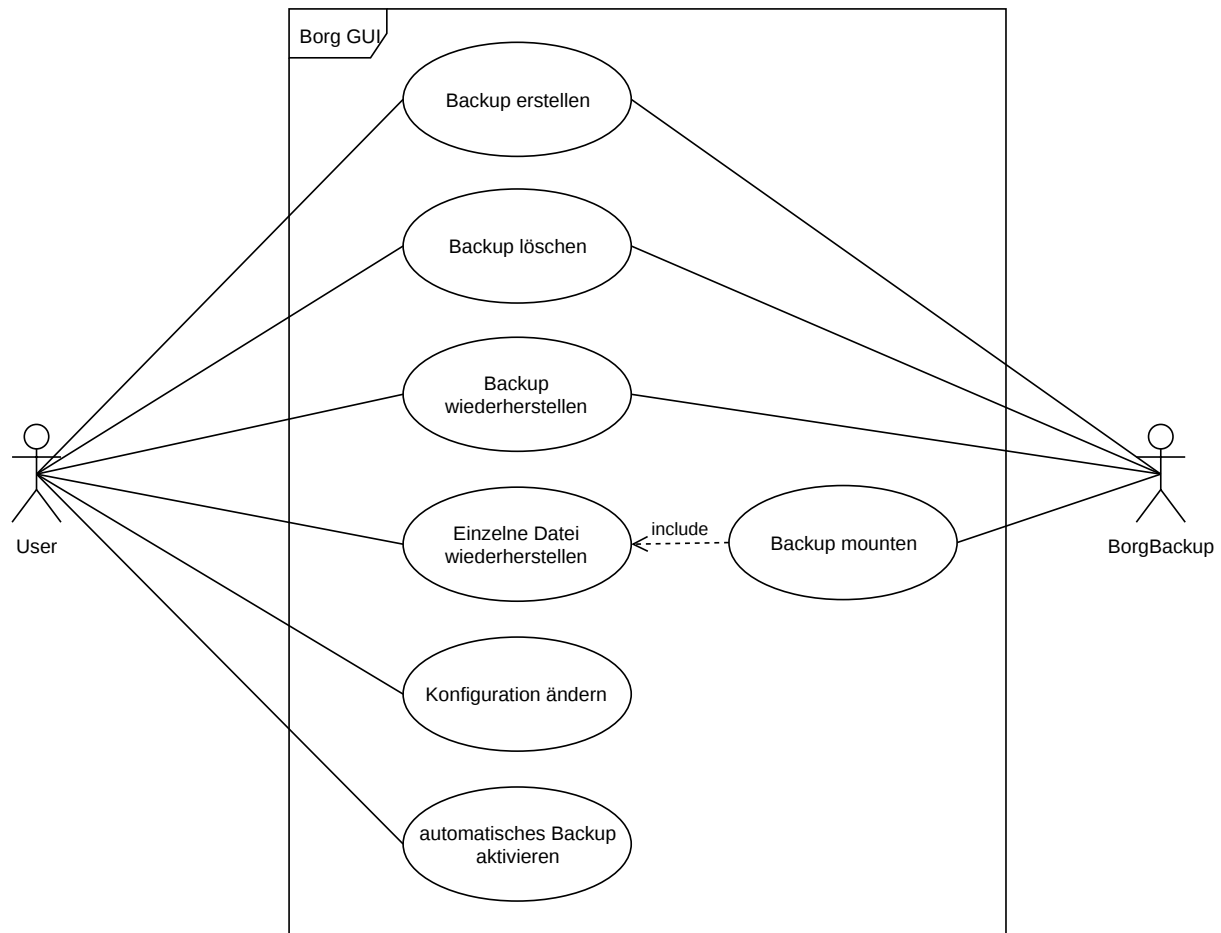 Borg GUI
Backup erstellen
Backup löschen
Backup
wiederherstellen
Einzelne Datei
wiederherstellen
include
Backup mounten
User
BorgBackup
Konfiguration ändern
automatisches Backup
aktivieren